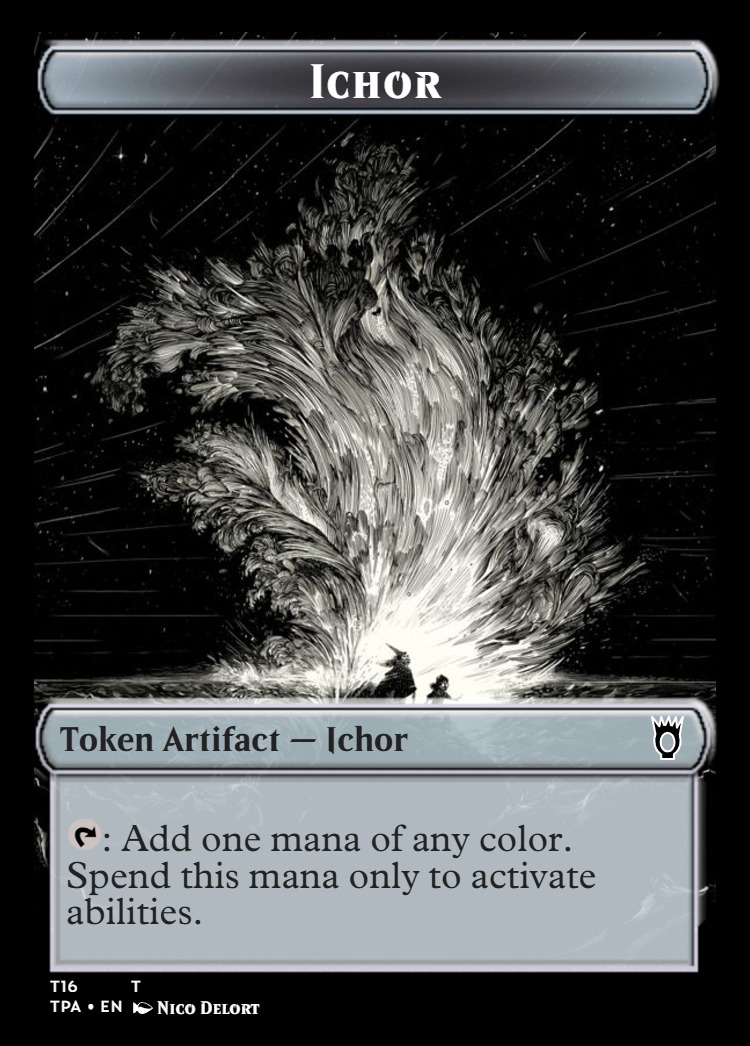 Ichor
Token Artifact — Ichor
: Add one mana of any color.
Spend this mana only to activate
abilities.
T16 T
TPA • EN Nico Delort